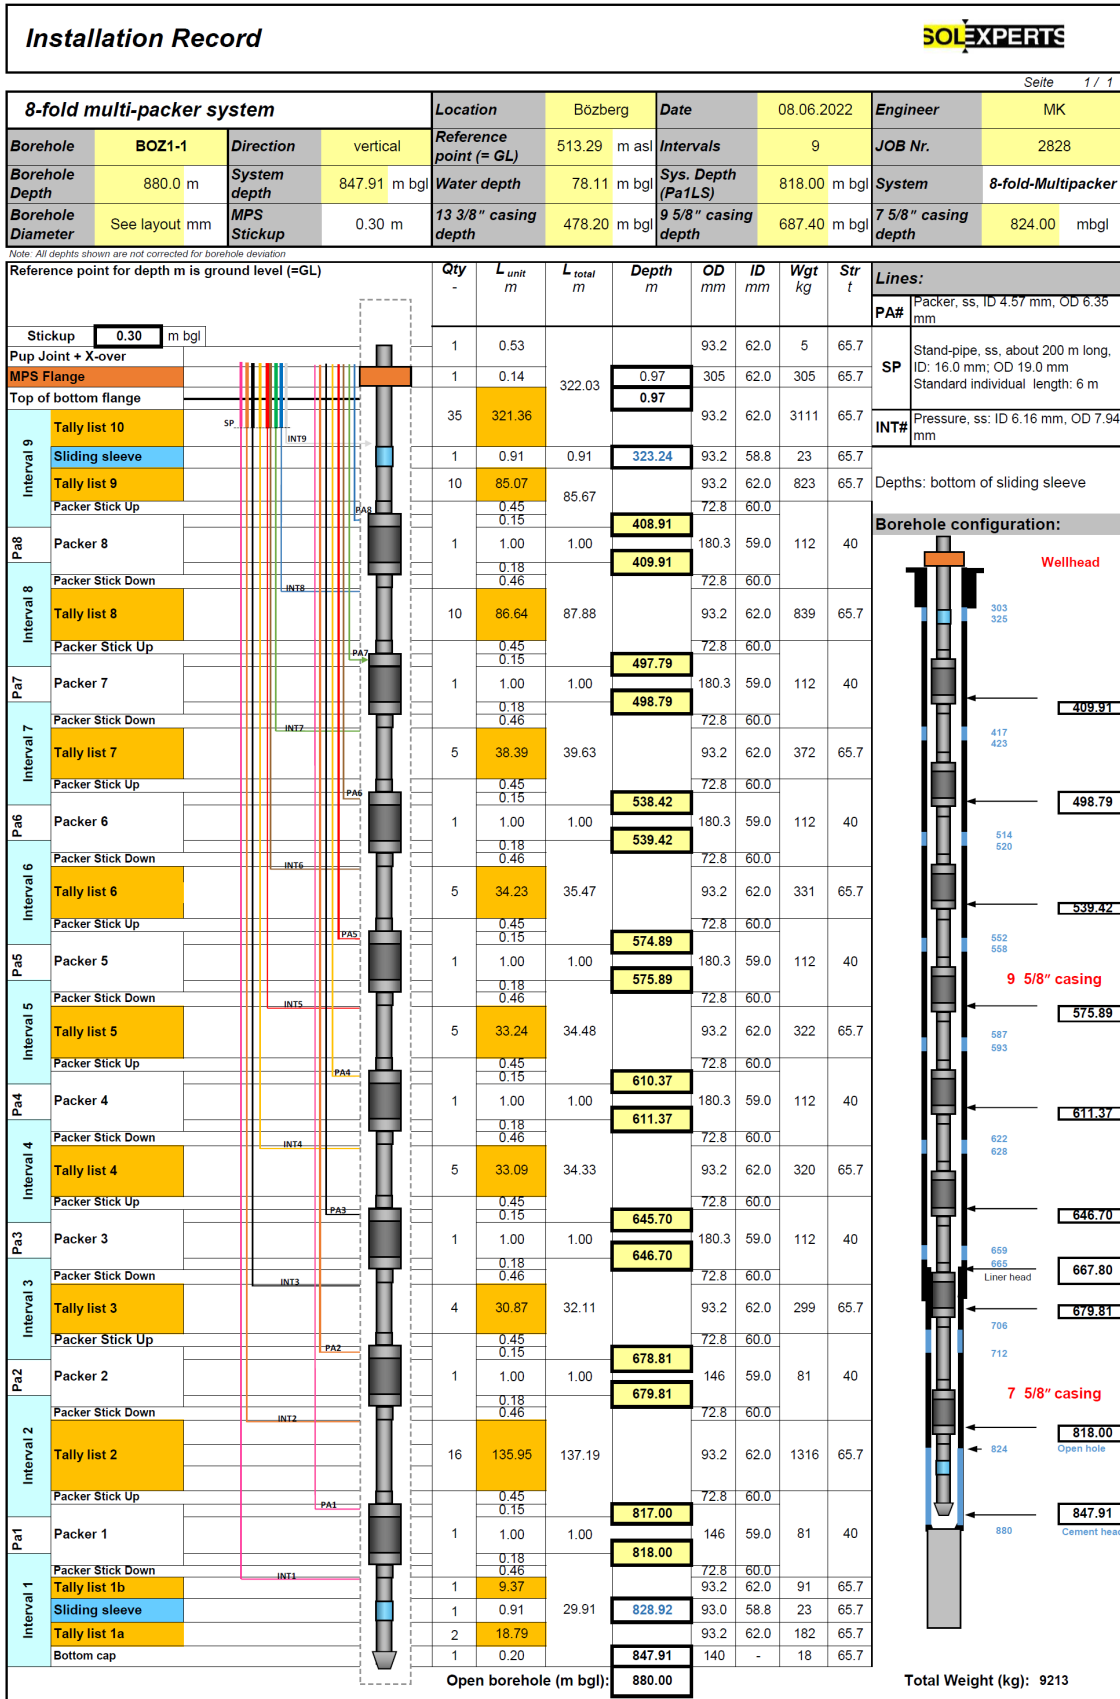 Installation Record
SOLEXPERTS
Seite 1 / 1
8-fold multi-packer system
Location Bözberg Date 08.06.2022 Engineer MK
Borehole BOZ1-1 Direction vertical Reference point (= GL) 513.29 m asl Intervals 9 JOB Nr. 2828
Borehole Depth 880.0 m System depth 847.91 m bgl Water depth 78.11 m bgl Sys. Depth (Pa1LS) 818.00 m bgl System 8-fold-Multipacker
Borehole Diameter See layout mm MPS Stickup 0.30 m 13 3/8" casing depth 478.20 m bgl 9 5/8" casing depth 687.40 m bgl 7 5/8" casing depth 824.00 mbgl
Note: All dephts shown are not corrected for borehole deviation
Reference point for depth m is ground level (=GL)
Qty L unit L total Depth OD ID Wgt Str
- m m m mm mm kg t
Stickup 0.30 m bgl
Pup Joint + X-over 1 0.53 93.2 62.0 5 65.7
322.03
MPS Flange 1 0.14 0.97 305 62.0 305 65.7
Top of bottom flange 0.97
SP
Interval 9
Tally list 10 35 321.36 93.2 62.0 3111 65.7
INT9
Sliding sleeve 1 0.91 0.91 323.24 93.2 58.8 23 65.7
Tally list 9 10 85.07 85.67 93.2 62.0 823 65.7
Packer Stick Up 0.45 72.8 60.0
PA8
0.15 408.91
Pa8
Packer 8 1 1.00 1.00 180.3 59.0 112 40
0.18 409.91
Packer Stick Down 0.46 72.8 60.0
INT8
Interval 8
Tally list 8 10 86.64 87.88 93.2 62.0 839 65.7
Packer Stick Up 0.45 72.8 60.0
PA7
0.15 497.79
Pa7
Packer 7 1 1.00 1.00 180.3 59.0 112 40
0.18 498.79
Packer Stick Down 0.46 72.8 60.0
INT7
Interval 7
Tally list 7 5 38.39 39.63 93.2 62.0 372 65.7
Packer Stick Up 0.45 72.8 60.0
PA6
0.15 538.42
Pa6
Packer 6 1 1.00 1.00 180.3 59.0 112 40
0.18 539.42
Packer Stick Down 0.46 72.8 60.0
INT6
Interval 6
Tally list 6 5 34.23 35.47 93.2 62.0 331 65.7
Packer Stick Up 0.45 72.8 60.0
PA5
0.15 574.89
Pa5
Packer 5 1 1.00 1.00 180.3 59.0 112 40
0.18 575.89
Packer Stick Down 0.46 72.8 60.0
INT5
Interval 5
Tally list 5 5 33.24 34.48 93.2 62.0 322 65.7
Packer Stick Up 0.45 72.8 60.0
PA4
0.15 610.37
Pa4
Packer 4 1 1.00 1.00 180.3 59.0 112 40
0.18 611.37
Packer Stick Down 0.46 72.8 60.0
INT4
Interval 4
Tally list 4 5 33.09 34.33 93.2 62.0 320 65.7
Packer Stick Up 0.45 72.8 60.0
PA3
0.15 645.70
Pa3
Packer 3 1 1.00 1.00 180.3 59.0 112 40
0.18 646.70
Packer Stick Down 0.46 72.8 60.0
INT3
Interval 3
Tally list 3 4 30.87 32.11 93.2 62.0 299 65.7
Packer Stick Up 0.45 72.8 60.0
PA2
0.15 678.81
Pa2
Packer 2 1 1.00 1.00 146 59.0 81 40
0.18 679.81
Packer Stick Down 0.46 72.8 60.0
INT2
Interval 2
Tally list 2 16 135.95 137.19 93.2 62.0 1316 65.7
Packer Stick Up 0.45 72.8 60.0
PA1
0.15 817.00
Pa1
Packer 1 1 1.00 1.00 146 59.0 81 40
0.18 818.00
Packer Stick Down 0.46 72.8 60.0
INT1
Interval 1
Tally list 1b 1 9.37 93.2 62.0 91 65.7
Sliding sleeve 1 0.91 29.91 828.92 93.0 58.8 23 65.7
Tally list 1a 2 18.79 93.2 62.0 182 65.7
Bottom cap 1 0.20 847.91 140 - 18 65.7
Open borehole (m bgl): 880.00
Lines:
PA# Packer, ss, ID 4.57 mm, OD 6.35
mm
SP Stand-pipe, ss, about 200 m long,
ID: 16.0 mm; OD 19.0 mm
Standard individual length: 6 m
INT# Pressure, ss: ID 6.16 mm, OD 7.94
mm
Depths: bottom of sliding sleeve
Borehole configuration:
Wellhead
303
325
409.91
417
423
498.79
514
520
539.42
552
558
9 5/8" casing
575.89
587
593
611.37
622
628
646.70
659
665
667.80
Liner head
679.81
706
712
7 5/8" casing
818.00
824 Open hole
847.91
880 Cement head
Total Weight (kg): 9213